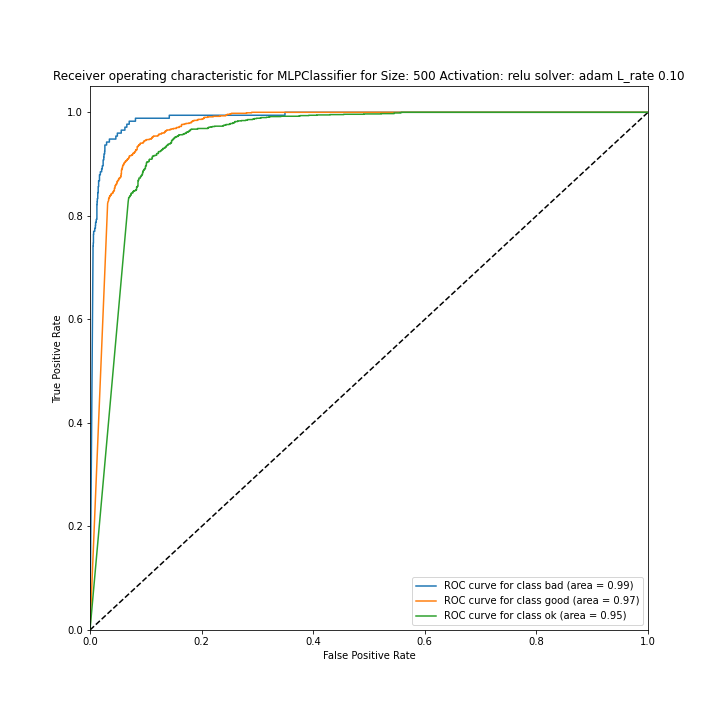 Receiver operating characteristic for MLPClassifier for Size: 500 Activation: relu solver: adam L_rate 0.10
True Positive Rate
1.0
0.8
0.6
0.4
0.2
0.0
ROC curve for class bad (area = 0.99)
ROC curve for class good (area = 0.97)
ROC curve for class ok (area = 0.95)
0.0 0.2 0.4 0.6 0.8 1.0
False Positive Rate